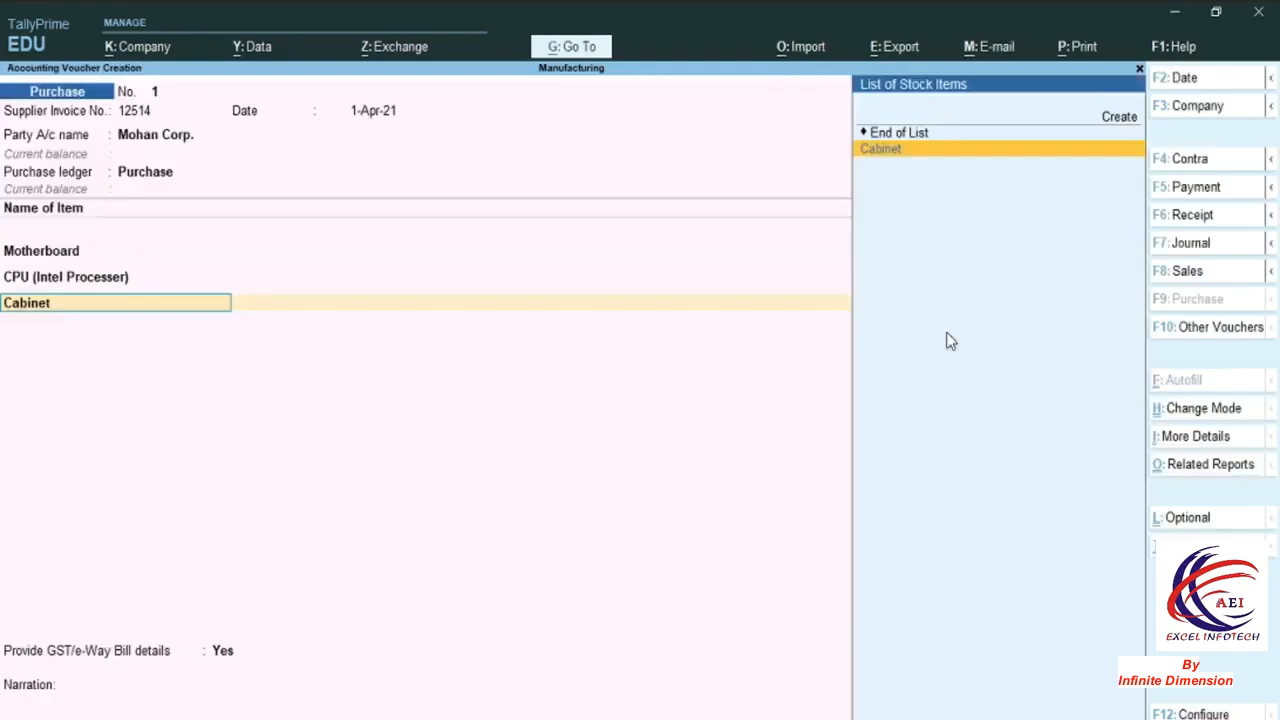 TallyPrime
EDU
MANAGE
K: Company
Y: Data
Z: Exchange
G: Go To
O: Import
E: Export
M: E-mail
P: Print
F1: Help
Accounting Voucher Creation
Manufacturing
Purchase No. 1
Supplier Invoice No.: 12514 Date : 1-Apr-21
Party A/c name : Mohan Corp.
Current balance :
Purchase ledger : Purchase
Current balance :
Name of Item
Motherboard
CPU (Intel Processer)
Cabinet
Provide GST/e-Way Bill details : Yes
Narration:
List of Stock Items
Create
End of List
Cabinet
F2: Date
F3: Company
F4: Contra
F5: Payment
F6: Receipt
F7: Journal
F8: Sales
F9: Purchase
F10: Other Vouchers
F: Autofill
H: Change Mode
I: More Details
O: Related Reports
L: Optional
AEI
EXCEL INFOTECH
By
Infinite Dimension
F12: Configure